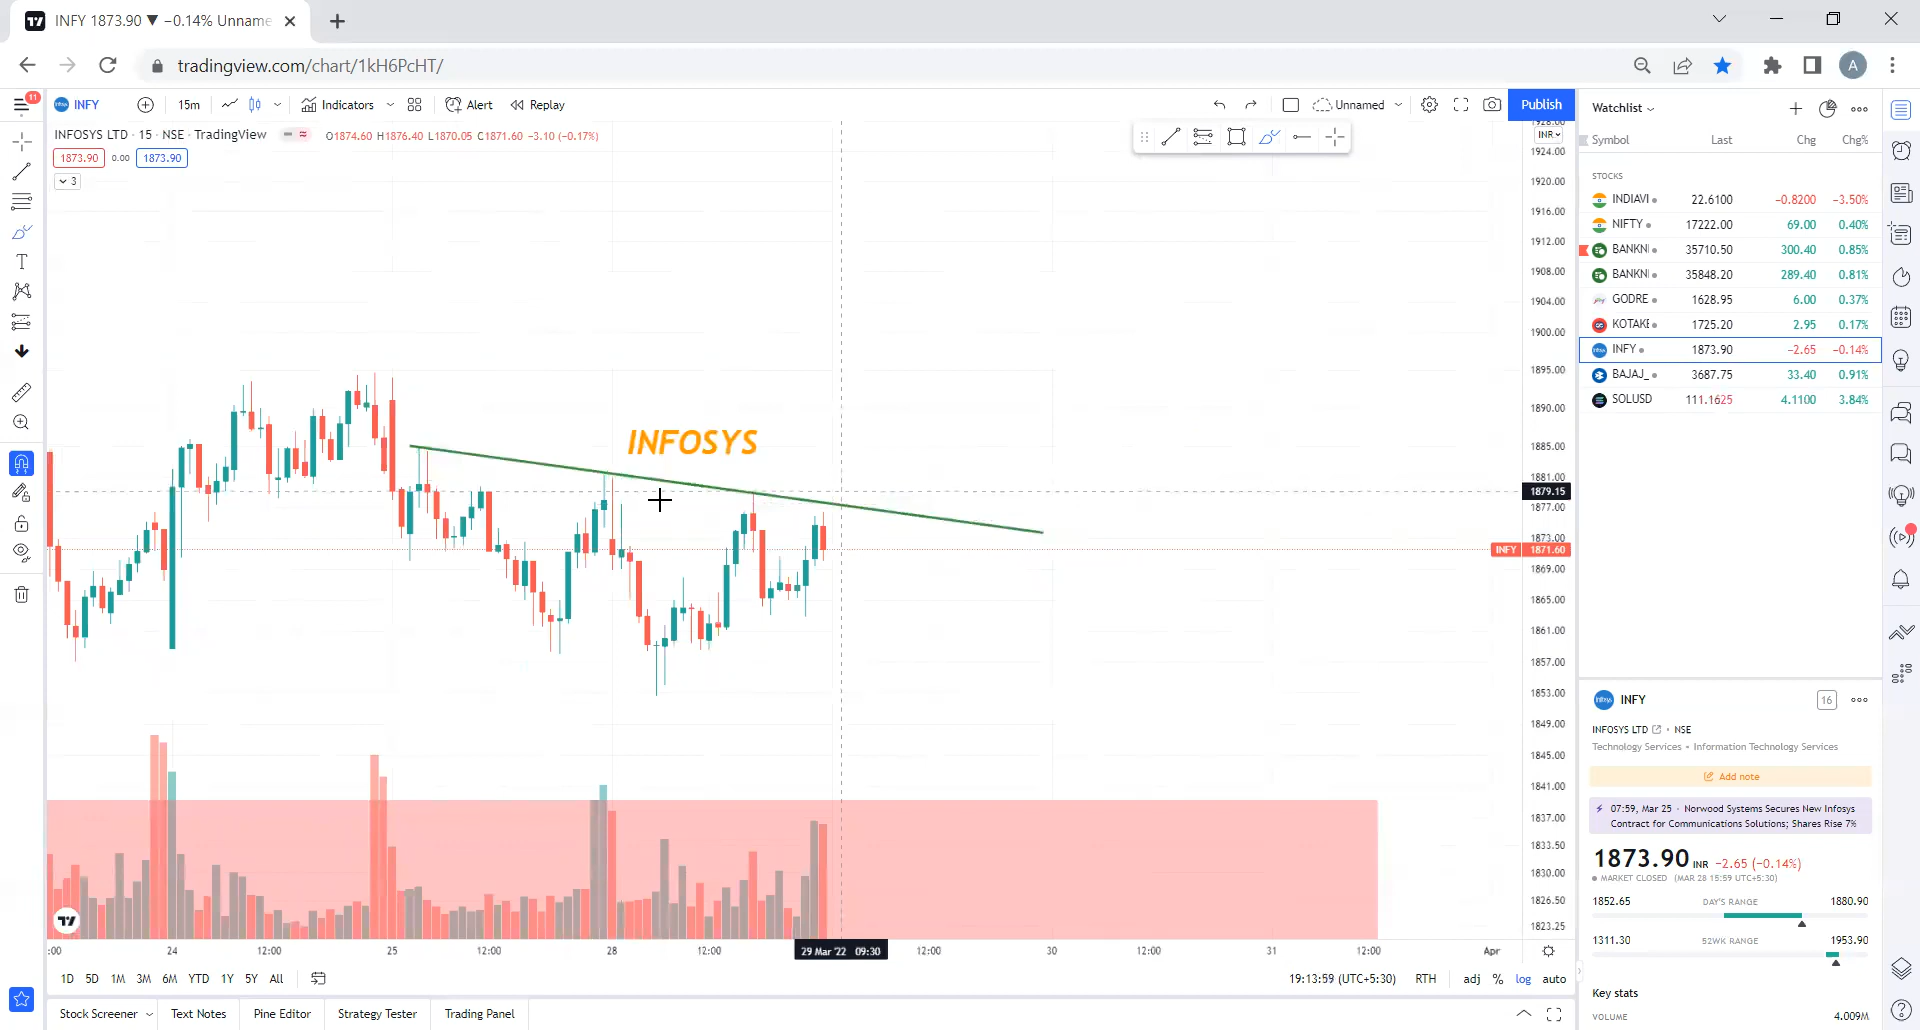 INFY 1873.90 ▼ −0.14% Unname
tradingview.com/chart/1kH6PcHT/
11
INFY
15m
Indicators
Alert
Replay
Unnamed
Publish
INFOSYS LTD · 15 · NSE · TradingView
O1874.60 H1876.40 L1870.05 C1871.60 −3.10 (−0.17%)
1873.90
0.00
1873.90
3
INFOSYS
INR
1928.00
1924.00
1920.00
1916.00
1912.00
1908.00
1904.00
1900.00
1895.00
1890.00
1885.00
1881.00
1879.15
1877.00
1873.00
INFY 1871.60
1869.00
1865.00
1861.00
1857.00
1853.00
1849.00
1845.00
1841.00
1837.00
1833.50
1830.00
1826.50
1823.25
:00 24 12:00 25 12:00 28 12:00 29 Mar '22 09:30 12:00 30 12:00 31 12:00 Apr
1D 5D 1M 3M 6M YTD 1Y 5Y All
19:13:59 (UTC+5:30) RTH adj % log auto
Stock Screener Text Notes Pine Editor Strategy Tester Trading Panel
A
Watchlist
Symbol Last Chg Chg%
STOCKS
INDIAVI 22.6100 −0.8200 −3.50%
NIFTY 17222.00 69.00 0.40%
BANKNI 35710.50 300.40 0.85%
BANKNI 35848.20 289.40 0.81%
GODRE 1628.95 6.00 0.37%
KOTAKE 1725.20 2.95 0.17%
INFY 1873.90 −2.65 −0.14%
BAJAJ_ 3687.75 33.40 0.91%
SOLUSD 111.1625 4.1100 3.84%
INFY
16
INFOSYS LTD • NSE
Technology Services • Information Technology Services
Add note
07:59, Mar 25 · Norwood Systems Secures New Infosys
Contract for Communications Solutions; Shares Rise 7%
1873.90 INR −2.65 (−0.14%)
MARKET CLOSED (MAR 28 15:59 UTC+5:30)
1852.65 DAY'S RANGE 1880.90
1311.30 52WK RANGE 1953.90
Key stats
VOLUME 4.009M